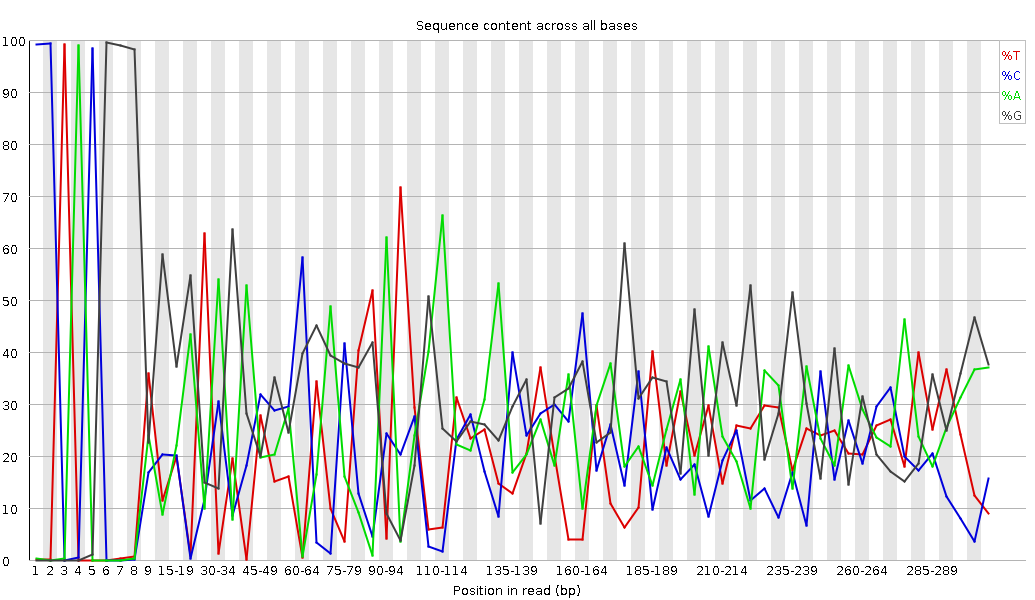 Sequence content across all bases
100
90
80
70
60
50
40
30
20
10
0
%T
%C
%A
%G
1 2 3 4 5 6 7 8 9 15-19 30-34 45-49 60-64 75-79 90-94 110-114 135-139 160-164 185-189 210-214 235-239 260-264 285-289
Position in read (bp)